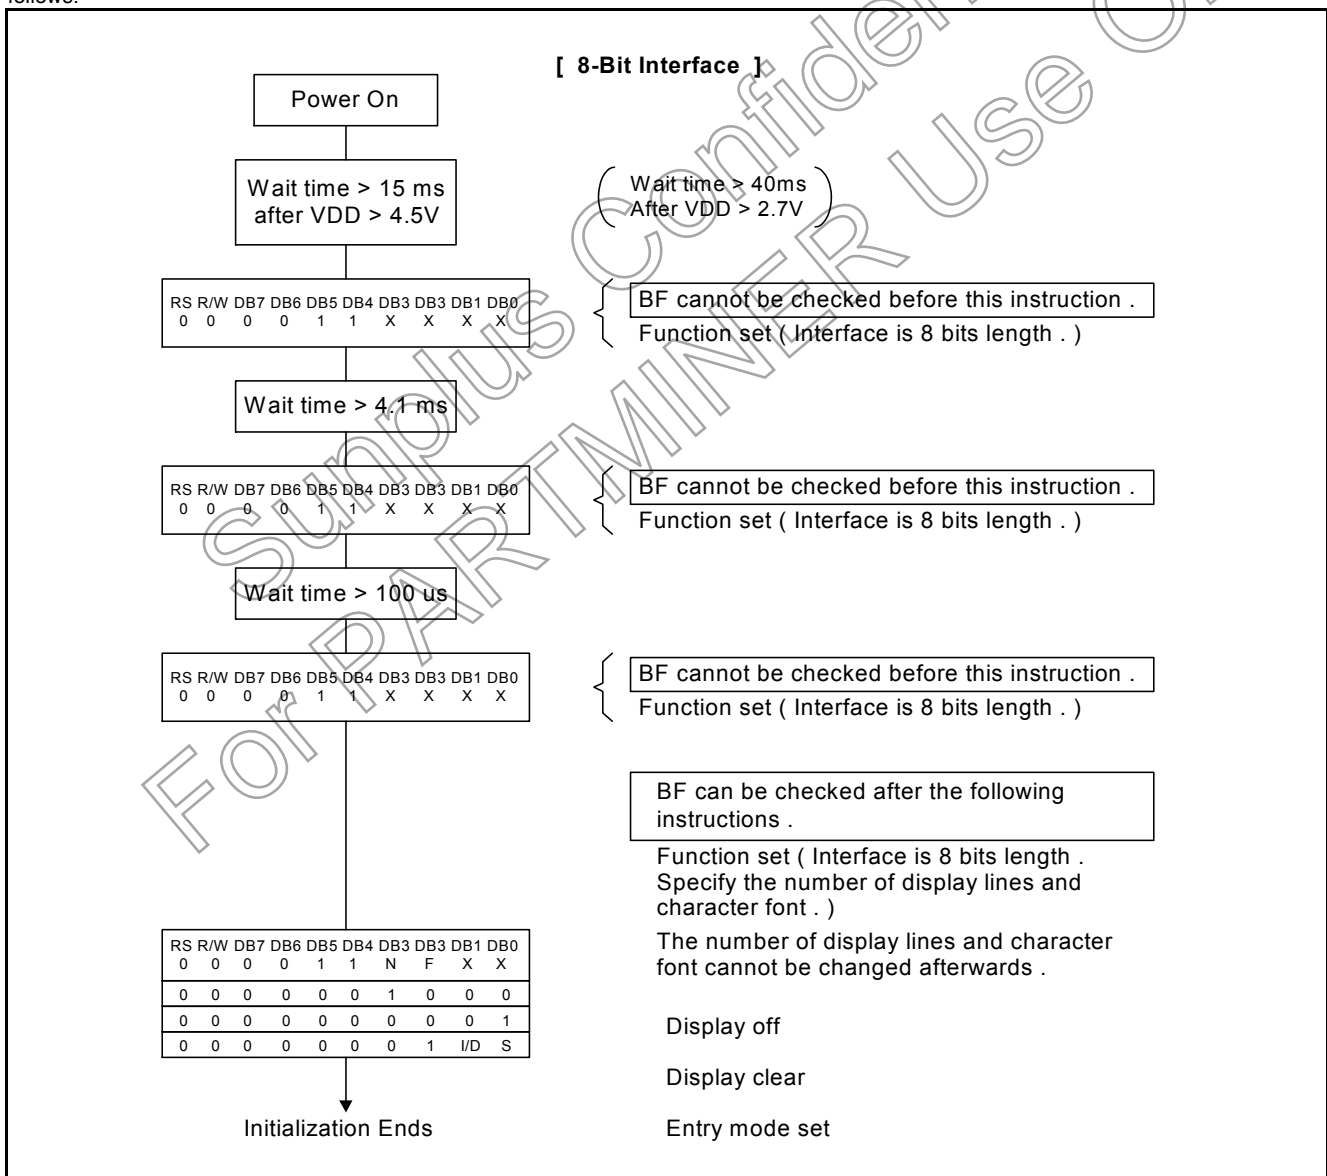 follows:
[ 8-Bit Interface ]
Power On
Wait time > 15 ms
after VDD > 4.5V
Wait time > 40ms
After VDD > 2.7V
RS R/W DB7 DB6 DB5 DB4 DB3 DB3 DB1 DB0
0 0 0 0 1 1 X X X X
BF cannot be checked before this instruction .
Function set ( Interface is 8 bits length . )
Wait time > 4.1 ms
RS R/W DB7 DB6 DB5 DB4 DB3 DB3 DB1 DB0
0 0 0 0 1 1 X X X X
BF cannot be checked before this instruction .
Function set ( Interface is 8 bits length . )
Wait time > 100 us
RS R/W DB7 DB6 DB5 DB4 DB3 DB3 DB1 DB0
0 0 0 0 1 1 X X X X
BF cannot be checked before this instruction .
Function set ( Interface is 8 bits length . )
BF can be checked after the following
instructions .
Function set ( Interface is 8 bits length .
Specify the number of display lines and
character font . )
The number of display lines and character
font cannot be changed afterwards .
RS R/W DB7 DB6 DB5 DB4 DB3 DB3 DB1 DB0
0 0 0 0 1 1 N F X X
0 0 0 0 0 0 1 0 0 0
0 0 0 0 0 0 0 0 0 1
0 0 0 0 0 0 0 1 I/D S
Display off
Display clear
Entry mode set
Initialization Ends
Sunplus
For PARTMINER Use